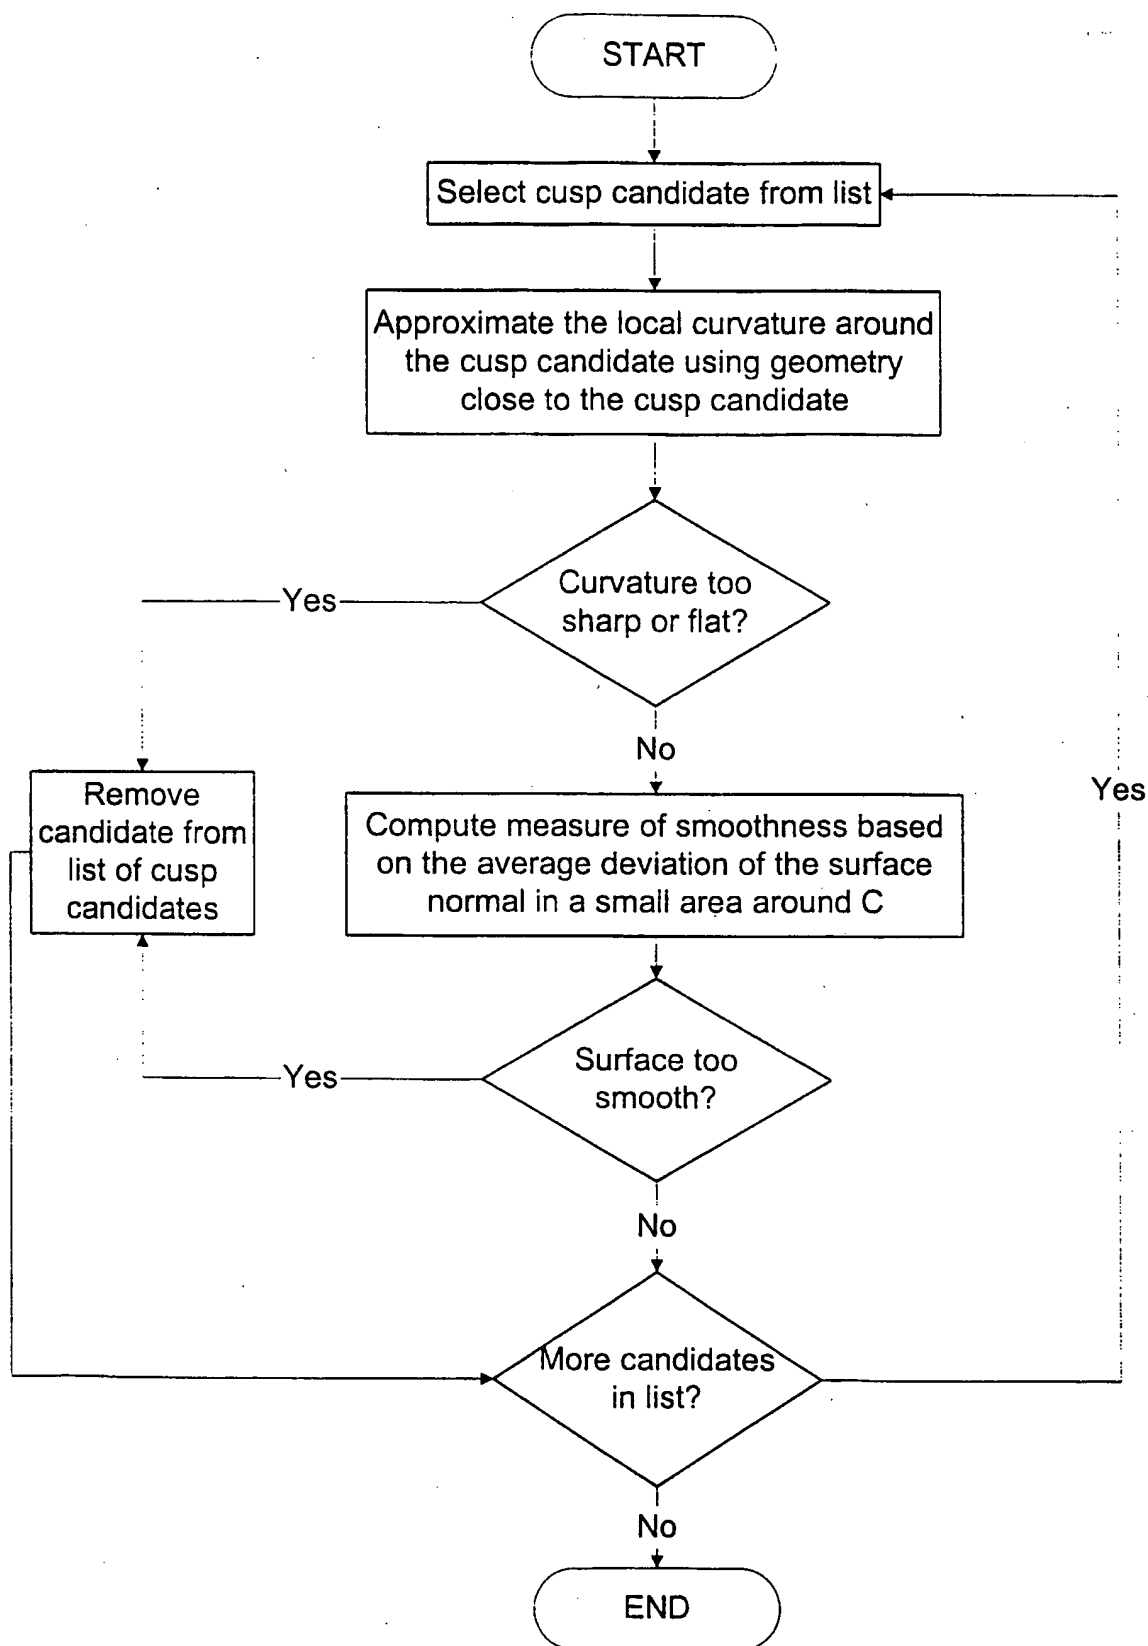 START
Select cusp candidate from list
Approximate the local curvature around
the cusp candidate using geometry
close to the cusp candidate
Curvature too
sharp or flat?
Yes
No
Yes
Remove
candidate from
list of cusp
candidates
Compute measure of smoothness based
on the average deviation of the surface
normal in a small area around C
Surface too
smooth?
Yes
No
More candidates
in list?
No
END